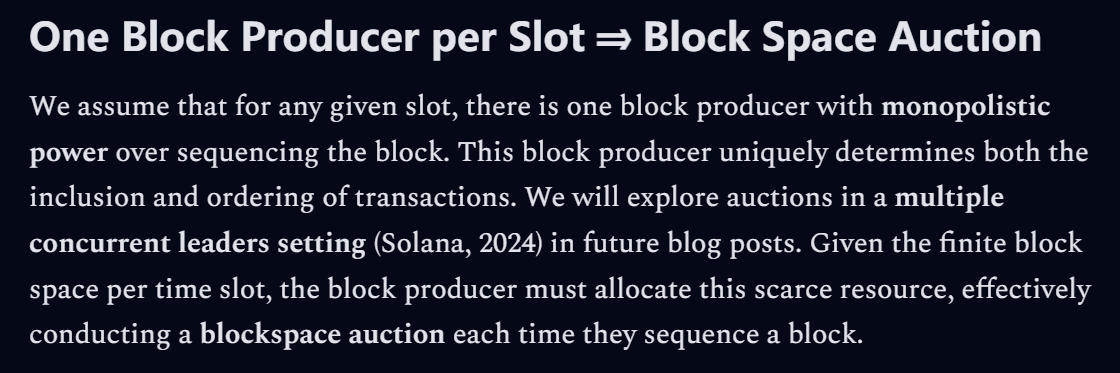 One Block Producer per Slot ⇒ Block Space Auction
We assume that for any given slot, there is one block producer with monopolistic
power over sequencing the block. This block producer uniquely determines both the
inclusion and ordering of transactions. We will explore auctions in a multiple
concurrent leaders setting (Solana, 2024) in future blog posts. Given the finite block
space per time slot, the block producer must allocate this scarce resource, effectively
conducting a blockspace auction each time they sequence a block.